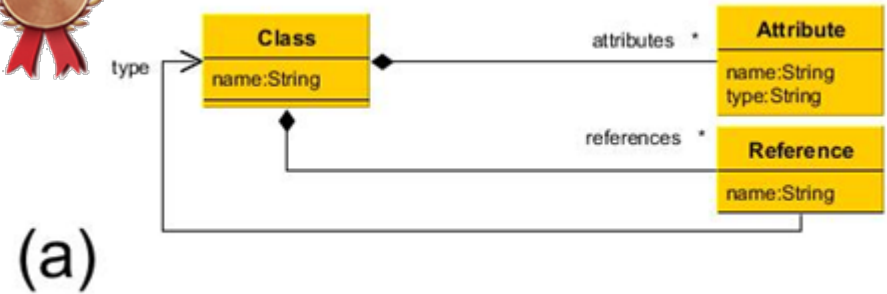 Class
name:String
type
attributes *
Attribute
name:String
type:String
references *
Reference
name:String
(a)